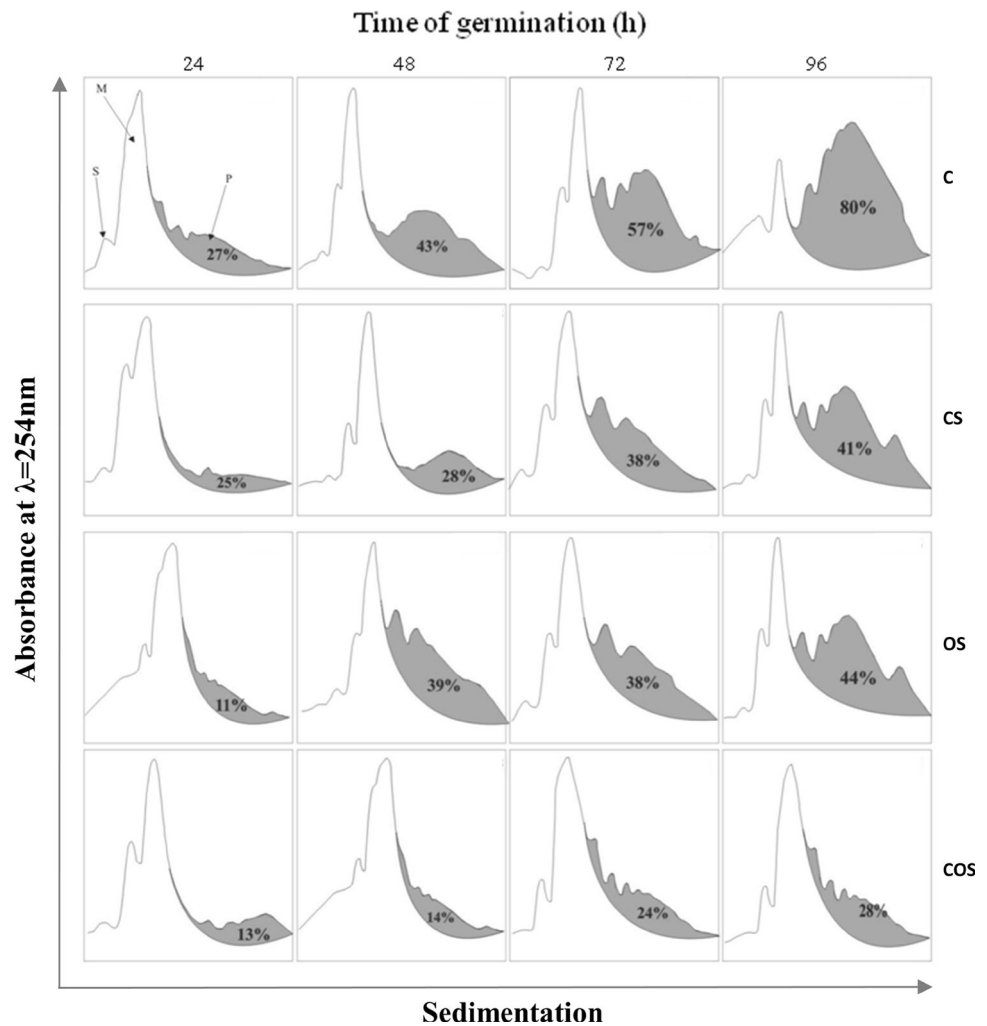 Time of germination (h)
24 48 72 96
M
S
P
27% 43% 57% 80%
C
25% 28% 38% 41%
CS
11% 39% 38% 44%
OS
13% 14% 24% 28%
COS
Absorbance at λ=254nm
Sedimentation